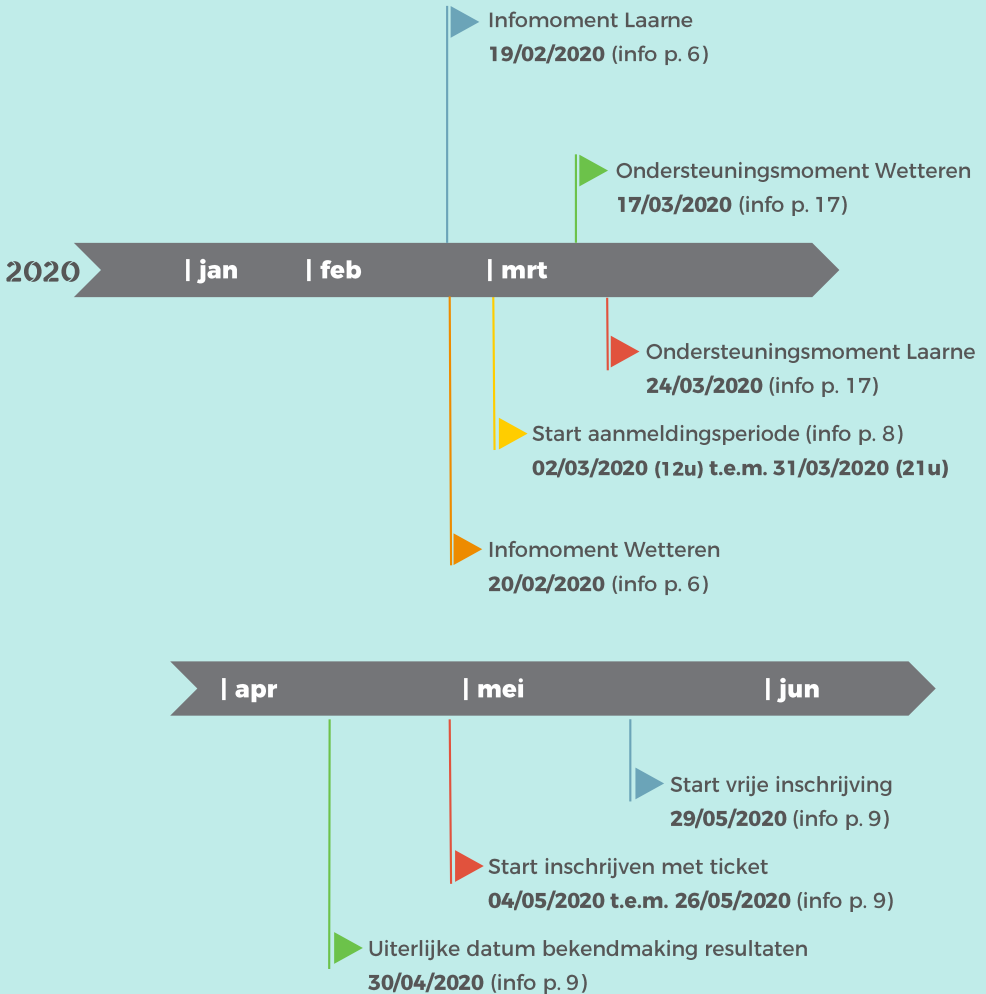 Infomoment Laarne
19/02/2020 (info p. 6)
Ondersteuningsmoment Wetteren
17/03/2020 (info p. 17)
2020
| jan | feb | mrt
Ondersteuningsmoment Laarne
24/03/2020 (info p. 17)
Start aanmeldingsperiode (info p. 8)
02/03/2020 (12u) t.e.m. 31/03/2020 (21u)
Infomoment Wetteren
20/02/2020 (info p. 6)
| apr | mei | jun
Start vrije inschrijving
29/05/2020 (info p. 9)
Start inschrijven met ticket
04/05/2020 t.e.m. 26/05/2020 (info p. 9)
Uiterlijke datum bekendmaking resultaten
30/04/2020 (info p. 9)